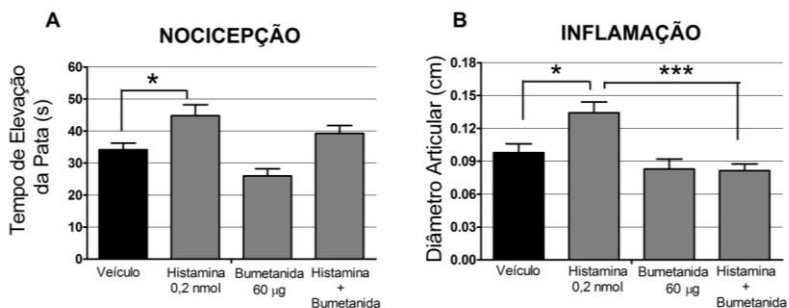 A
NOCICEPÇÃO
Tempo de Elevação
da Pata (s)
60
50
40
30
20
10
0
*
Veículo
Histamina
0,2 nmol
Bumetanida
60 µg
Histamina
+
Bumetanida
B
INFLAMAÇÃO
Diâmetro Articular (cm)
0.18
0.15
0.12
0.09
0.06
0.03
0.00
*
***
Veículo
Histamina
0,2 nmol
Bumetanida
60 µg
Histamina
+
Bumetanida